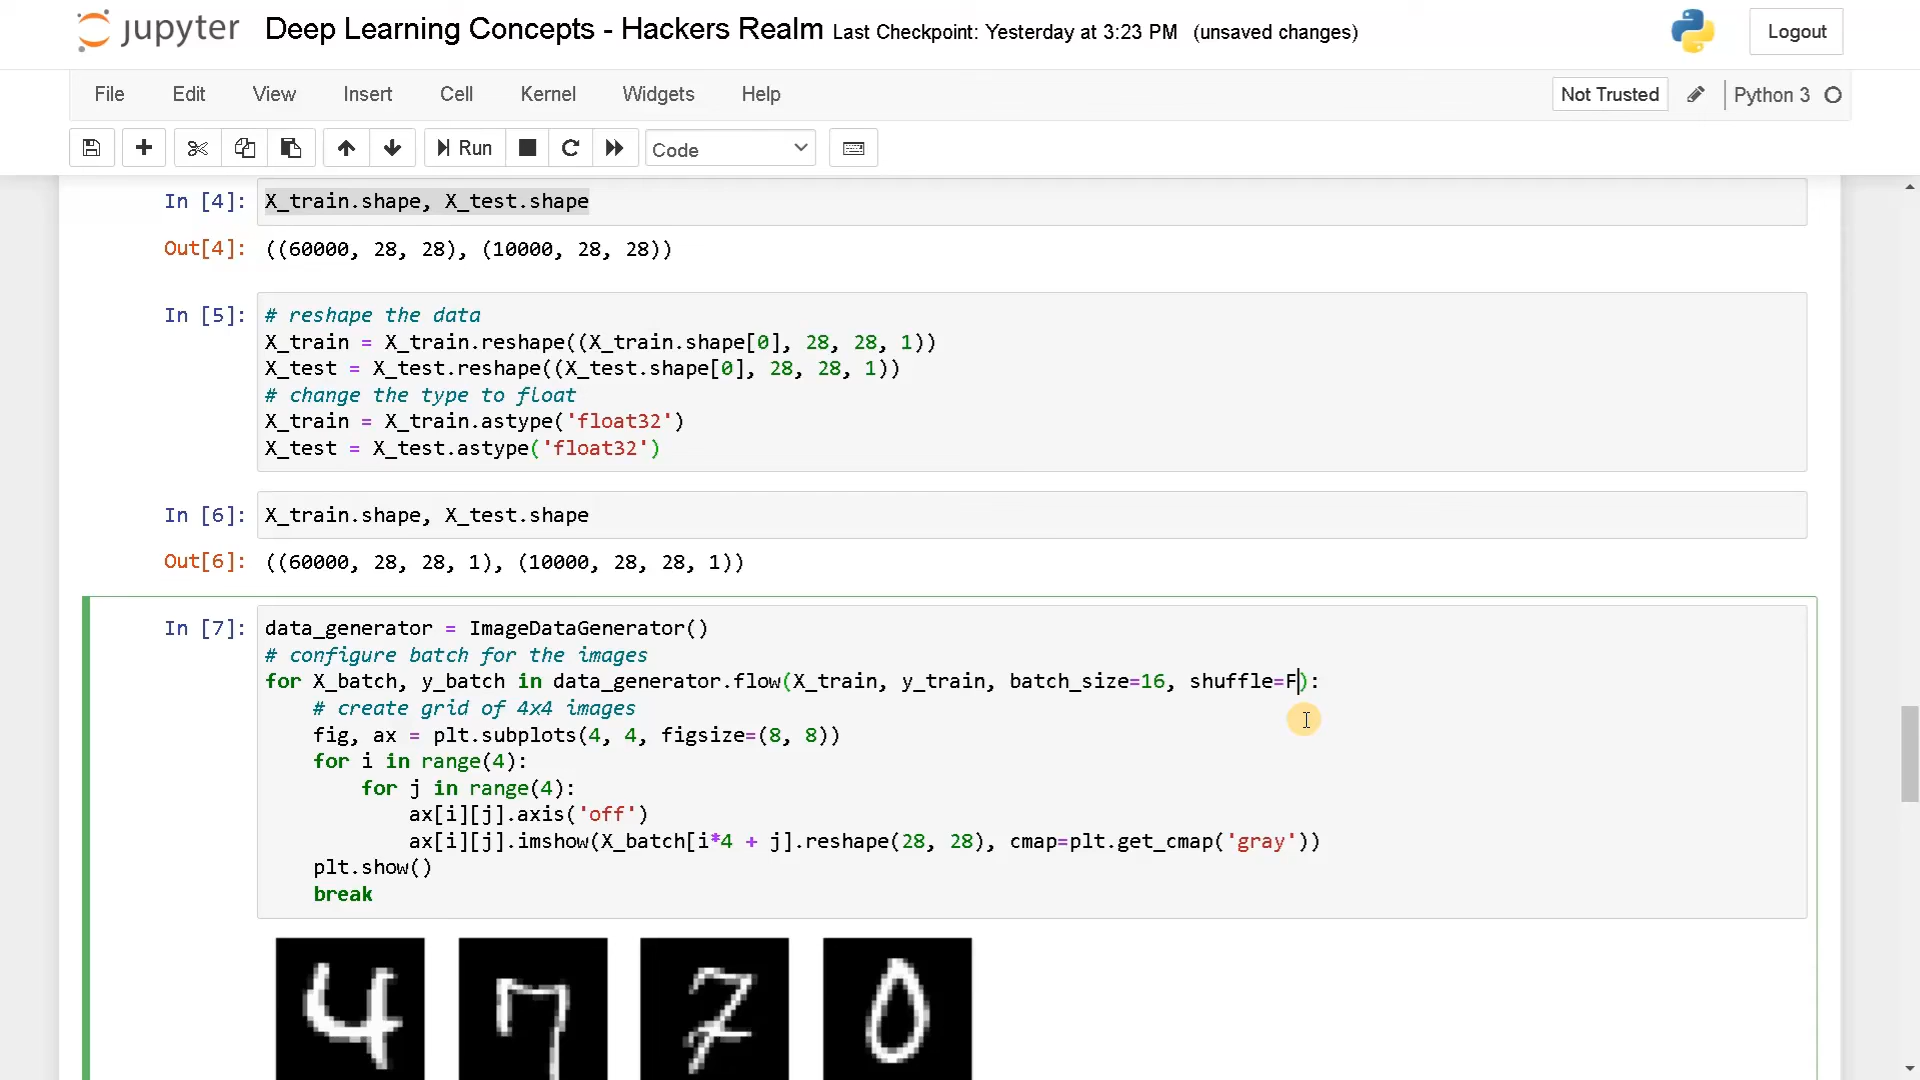 jupyter Deep Learning Concepts - Hackers Realm Last Checkpoint: Yesterday at 3:23 PM (unsaved changes) Logout
File Edit View Insert Cell Kernel Widgets Help Not Trusted Python 3
Run Code
In [4]: X_train.shape, X_test.shape
Out[4]: ((60000, 28, 28), (10000, 28, 28))
In [5]: # reshape the data
X_train = X_train.reshape((X_train.shape[0], 28, 28, 1))
X_test = X_test.reshape((X_test.shape[0], 28, 28, 1))
# change the type to float
X_train = X_train.astype('float32')
X_test = X_test.astype('float32')
In [6]: X_train.shape, X_test.shape
Out[6]: ((60000, 28, 28, 1), (10000, 28, 28, 1))
In [7]: data_generator = ImageDataGenerator()
# configure batch for the images
for X_batch, y_batch in data_generator.flow(X_train, y_train, batch_size=16, shuffle=F):
    # create grid of 4x4 images
    fig, ax = plt.subplots(4, 4, figsize=(8, 8))
    for i in range(4):
        for j in range(4):
            ax[i][j].axis('off')
            ax[i][j].imshow(X_batch[i*4 + j].reshape(28, 28), cmap=plt.get_cmap('gray'))
    plt.show()
    break
4 7 7 0